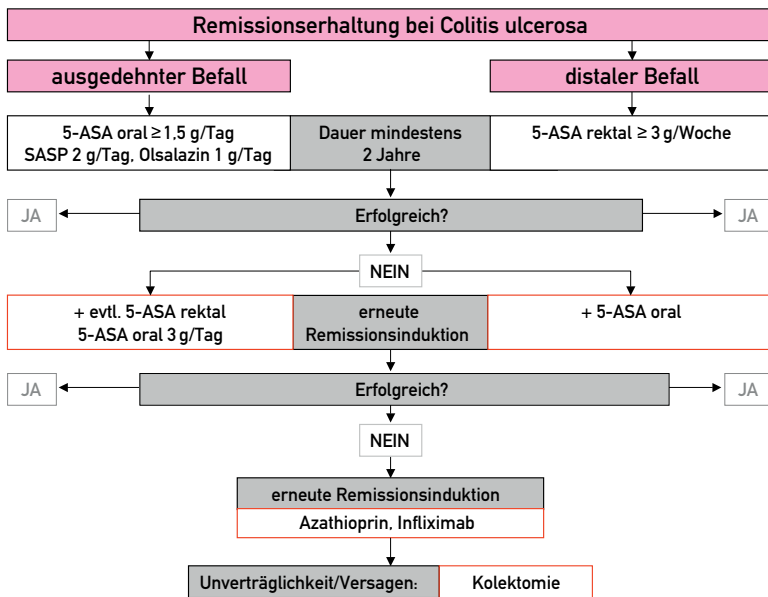 Remissionserhaltung bei Colitis ulcerosa
ausgedehnter Befall
distaler Befall
5-ASA oral ≥ 1,5 g/Tag
SASP 2 g/Tag, Olsalazin 1 g/Tag
Dauer mindestens
2 Jahre
5-ASA rektal ≥ 3 g/Woche
JA
Erfolgreich?
JA
NEIN
+ evtl. 5-ASA rektal
5-ASA oral 3 g/Tag
erneute
Remissionsinduktion
+ 5-ASA oral
JA
Erfolgreich?
JA
NEIN
erneute Remissionsinduktion
Azathioprin, Infliximab
Unverträglichkeit/Versagen:
Kolektomie